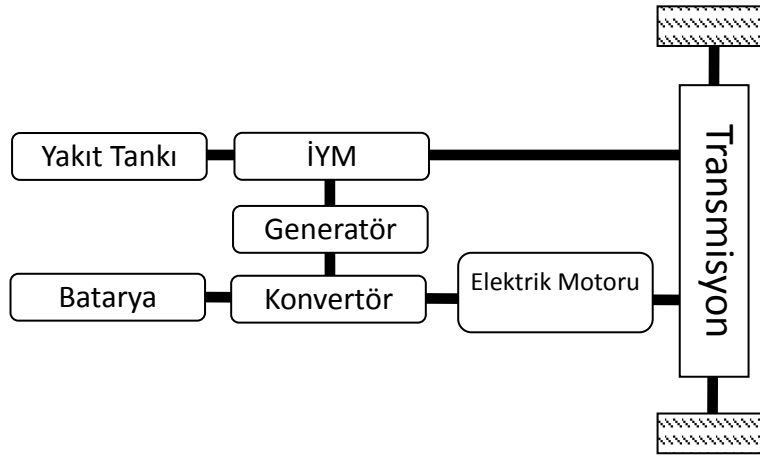 Yakıt Tankı
İYM
Generatör
Batarya
Konvertör
Elektrik Motoru
Transmisyon